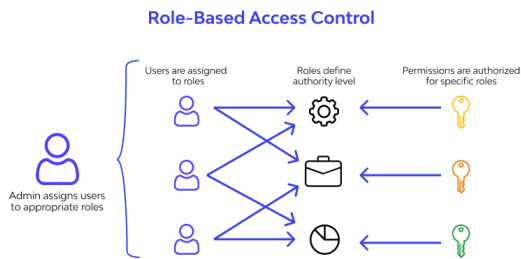 Role-Based Access Control
Users are assigned
to roles
Roles define
authority level
Permissions are authorized
for specific roles
Admin assigns users
to appropriate roles